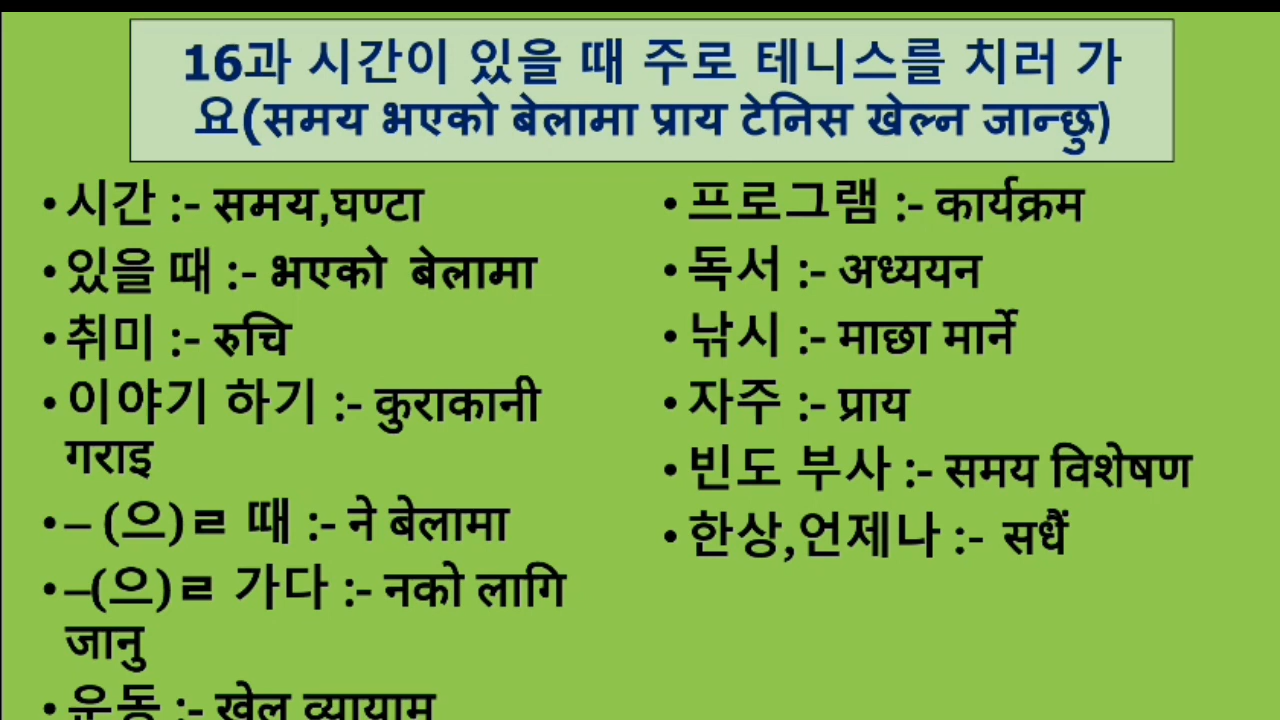 16과 시간이 있을 때 주로 테니스를 치러 가
요(समय भएको बेलामा प्राय टेनिस खेल्न जान्छु)
• 시간 :- समय,घण्टा
• 있을 때 :- भएको बेलामा
• 취미 :- रुचि
• 이야기 하기 :- कुराकानी
गराइ
• – (으)ㄹ 때 :- ने बेलामा
• –(으)ㄹ 가다 :- नको लागि
जानु
• 운동 :- खेल व्यायाम
• 프로그램 :- कार्यक्रम
• 독서 :- अध्ययन
• 낚시 :- माछा मार्ने
• 자주 :- प्राय
• 빈도 부사 :- समय विशेषण
• 한상,언제나 :- सधैं